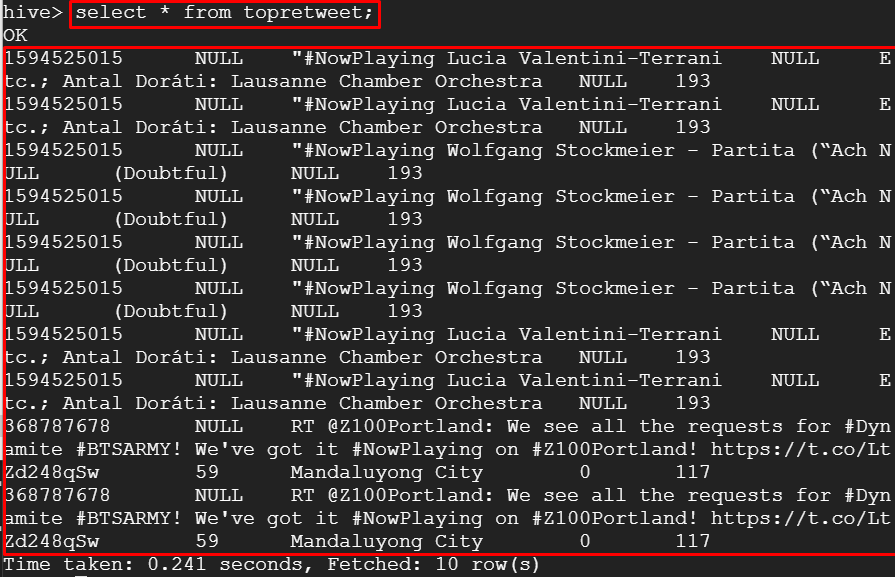 hive> select * from topretweet;
OK
1594525015 NULL "#NowPlaying Lucia Valentini-Terrani NULL E
tc.; Antal Doráti: Lausanne Chamber Orchestra NULL 193
1594525015 NULL "#NowPlaying Lucia Valentini-Terrani NULL E
tc.; Antal Doráti: Lausanne Chamber Orchestra NULL 193
1594525015 NULL "#NowPlaying Wolfgang Stockmeier – Partita (“Ach N
ULL (Doubtful) NULL 193
1594525015 NULL "#NowPlaying Wolfgang Stockmeier – Partita (“Ach N
ULL (Doubtful) NULL 193
1594525015 NULL "#NowPlaying Wolfgang Stockmeier – Partita (“Ach N
ULL (Doubtful) NULL 193
1594525015 NULL "#NowPlaying Wolfgang Stockmeier – Partita (“Ach N
ULL (Doubtful) NULL 193
1594525015 NULL "#NowPlaying Lucia Valentini-Terrani NULL E
tc.; Antal Doráti: Lausanne Chamber Orchestra NULL 193
1594525015 NULL "#NowPlaying Lucia Valentini-Terrani NULL E
tc.; Antal Doráti: Lausanne Chamber Orchestra NULL 193
368787678 NULL RT @Z100Portland: We see all the requests for #Dyn
amite #BTSARMY! We've got it #NowPlaying on #Z100Portland! https://t.co/Lt
Zd248qSw 59 Mandaluyong City 0 117
368787678 NULL RT @Z100Portland: We see all the requests for #Dyn
amite #BTSARMY! We've got it #NowPlaying on #Z100Portland! https://t.co/Lt
Zd248qSw 59 Mandaluyong City 0 117
Time taken: 0.241 seconds, Fetched: 10 row(s)